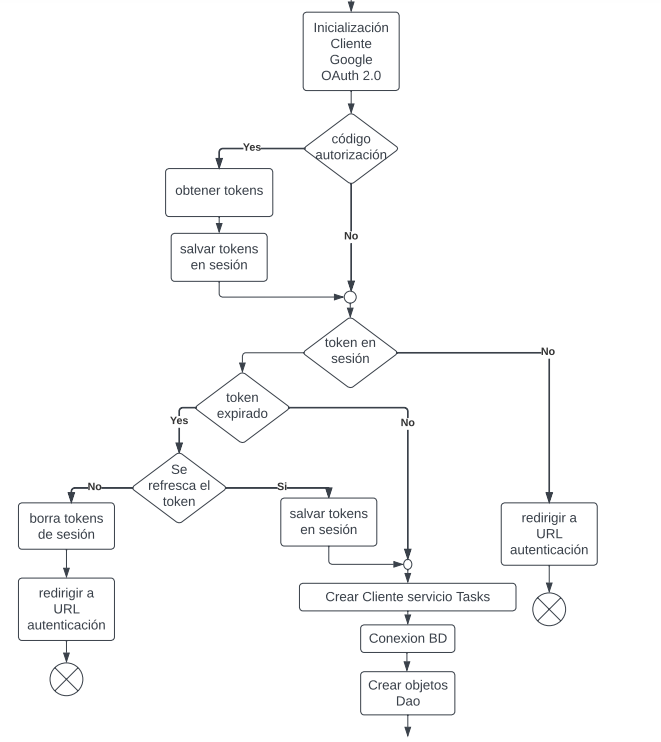 Inicialización
Cliente
Google
OAuth 2.0
código
autorización
Yes
obtener tokens
No
salvar tokens
en sesión
token en
sesión
No
token
expirado
Yes
No
Se
refresca el
token
No
Sí
borra tokens
de sesión
salvar tokens
en sesión
redirigir a
URL
autenticación
redirigir a
URL
autenticación
Crear Cliente servicio Tasks
Conexion BD
Crear objetos
Dao